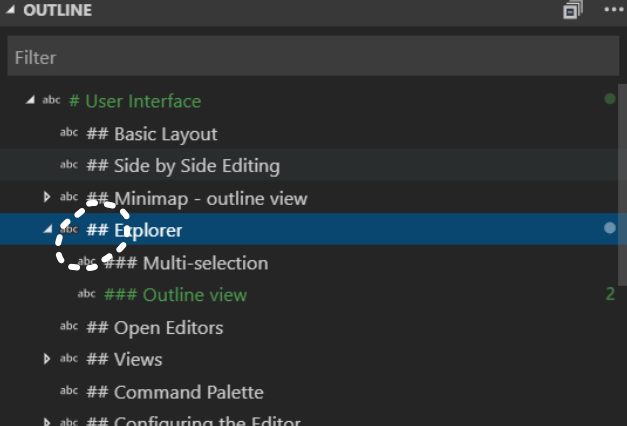 OUTLINE
Filter
abc # User Interface
abc ## Basic Layout
abc ## Side by Side Editing
abc ## Minimap - outline view
abc ## Explorer
abc ### Multi-selection
abc ### Outline view 2
abc ## Open Editors
abc ## Views
abc ## Command Palette
abc ## Configuring the Editor